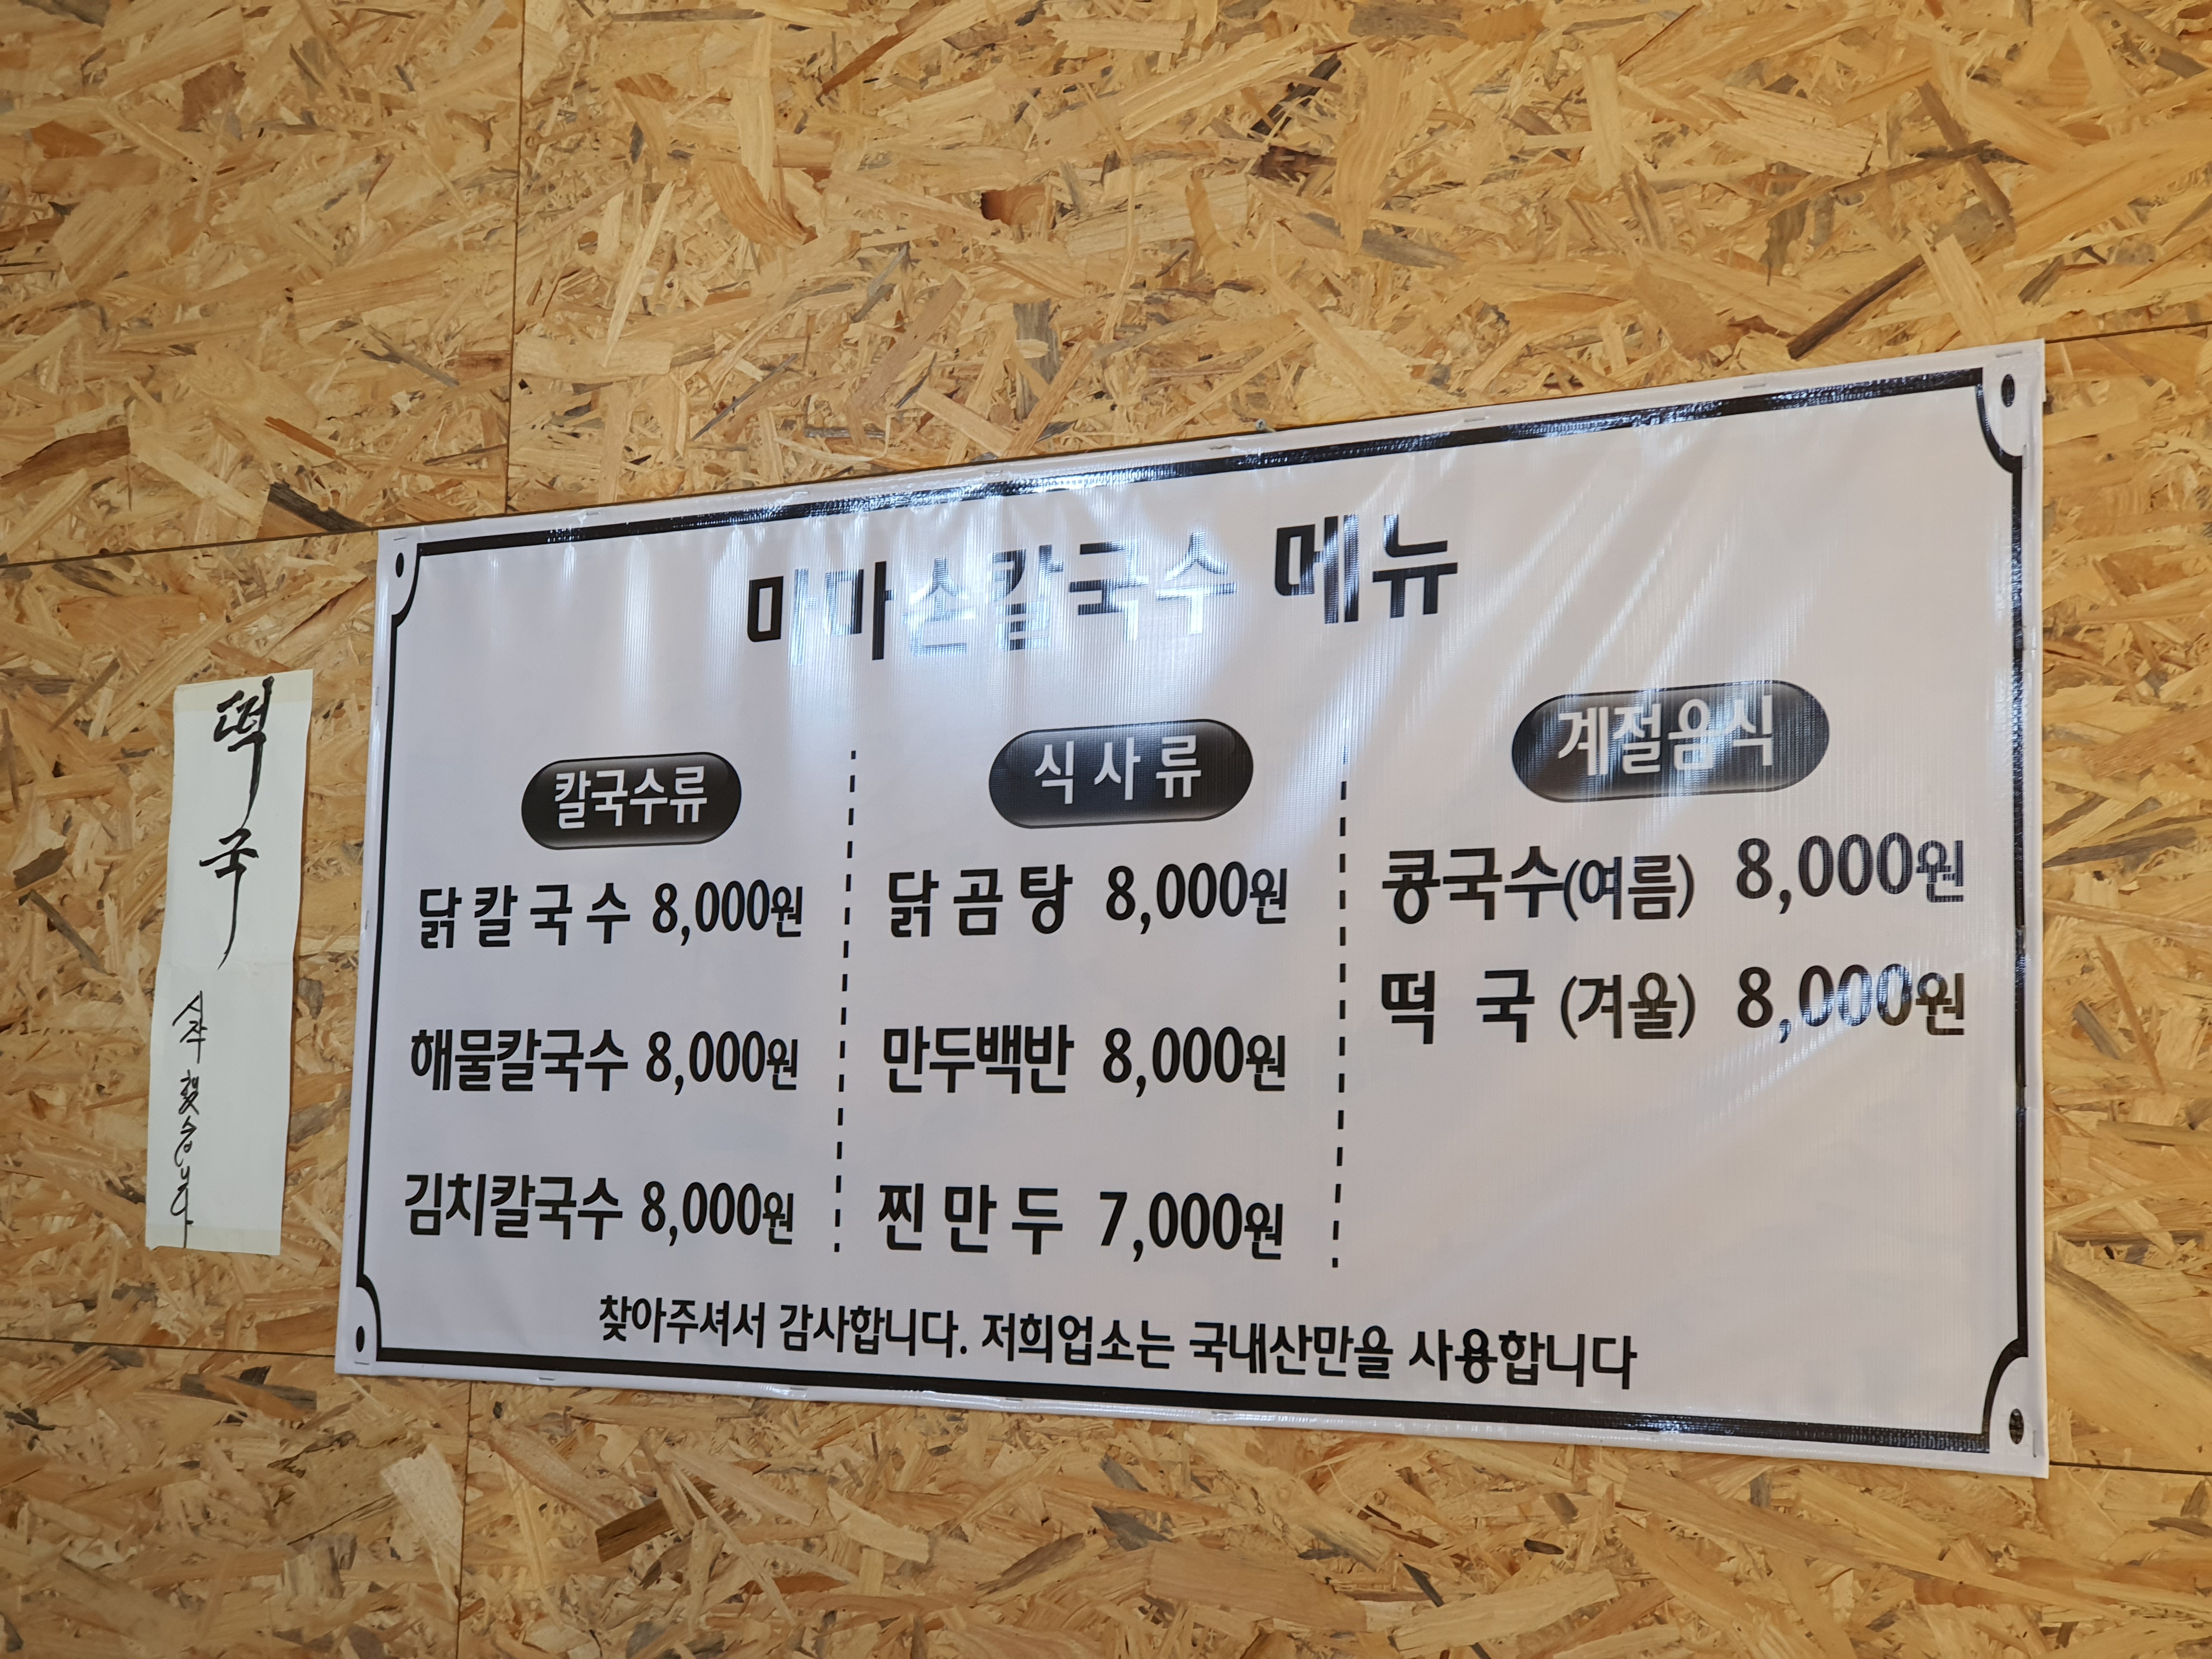 떡국
시작했습니다
마마손칼국수 메뉴
칼국수류
닭칼국수 8,000원
해물칼국수 8,000원
김치칼국수 8,000원
식사류
닭곰탕 8,000원
만두백반 8,000원
찐만두 7,000원
계절음식
콩국수(여름) 8,000원
떡국(겨울) 8,000원
찾아주셔서 감사합니다. 저희업소는 국내산만을 사용합니다